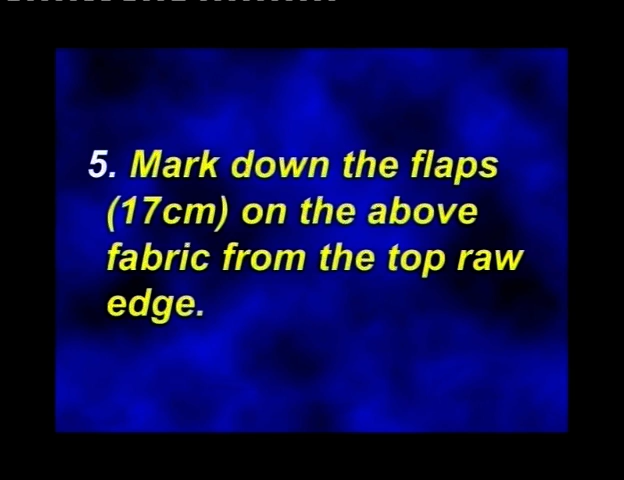 5. Mark down the flaps
(17cm) on the above
fabric from the top raw
edge.